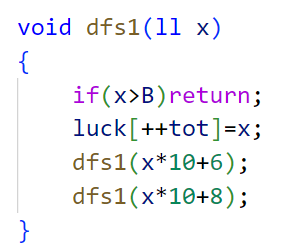 void dfs1(ll x)
{
    if(x>B)return;
    luck[++tot]=x;
    dfs1(x*10+6);
    dfs1(x*10+8);
}